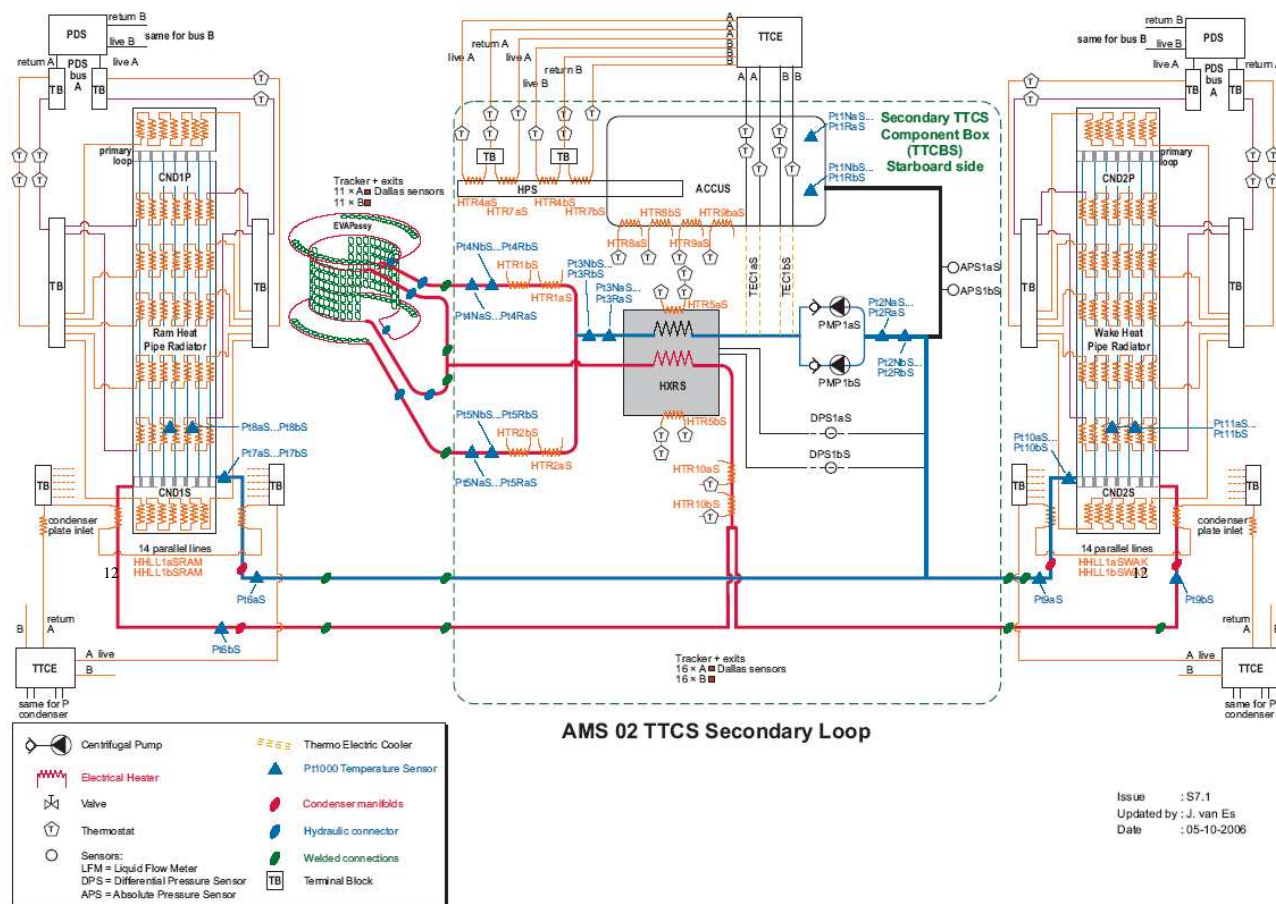 return B
PDS
same for bus B
live B
return A
PDS
bus
A
live A
TB
TB
T
T
T
T
T
T
primary
loop
CND1P
TB
TB
Ram Heat
Pipe Radiator
Pt8aS...Pt8bS
Pt7aS...Pt7bS
TB
TB
CND1S
condenser
plate inlet
14 parallel lines
HHLL1aSRAM
HHLL1bSRAM
12
Pt6aS
Pt6bS
B
return
A
TTCE
A live
B
same for P
condenser
Tracker + exits
11 × A Dallas sensors
11 × B
EVAPassy
A
A
A
B
B
B
TTCE
A
A
B
B
return A
live A
live A
return B
live B
live B
T
T
T
T
T
T
T
T
TB
TB
HPS
HTR4aS
HTR7aS
HTR4bS
HTR7bS
ACCUS
T
T
T
T
T
T
Pt1NaS...
Pt1RaS
Pt1NbS...
Pt1RbS
Secondary TTCS
Component Box
(TTCBS)
Starboard side
HTR8bS
HTR9baS
HTR8aS
HTR9aS
T
T
T
T
T
T
HTR5aS
TEC1aS
TEC1bS
APS1aS
APS1bS
Pt4NbS...Pt4RbS
Pt4NaS...Pt4RaS
HTR1bS
HTR1aS
Pt3NbS...
Pt3RbS
Pt3NaS...
Pt3RaS
HXRS
PMP1aS
PMP1bS
Pt2NaS...
Pt2RaS
Pt2NbS...
Pt2RbS
DPS1aS
DPS1bS
Pt5NbS...Pt5RbS
Pt5NaS...Pt5RaS
HTR2bS
HTR2aS
HTR5bS
T
T
T
HTR10aS
T
HTR10bS
T
Tracker + exits
16 × A Dallas sensors
16 × B
return B
same for bus B
live B
PDS
live A
PDS
bus
A
return A
TB
TB
T
T
T
T
T
T
primary
loop
CND2P
TB
TB
Wake Heat
Pipe Radiator
Pt11aS...
Pt11bS
Pt10aS...
Pt10bS
TB
TB
CND2S
condenser
plate inlet
14 parallel lines
HHLL1aSWAK
HHLL1bSWAK
12
Pt9aS
Pt9bS
return
A
B
A live
B
TTCE
same for P
condenser
AMS 02 TTCS Secondary Loop
Centrifugal Pump
Electrical Heater
Valve
T Thermostat
Sensors:
LFM = Liquid Flow Meter
DPS = Differential Pressure Sensor
APS = Absolute Pressure Sensor
Thermo Electric Cooler
Pt1000 Temperature Sensor
Condenser manifolds
Hydraulic connector
Welded connections
TB Terminal Block
Issue : S7.1
Updated by : J. van Es
Date : 05-10-2006